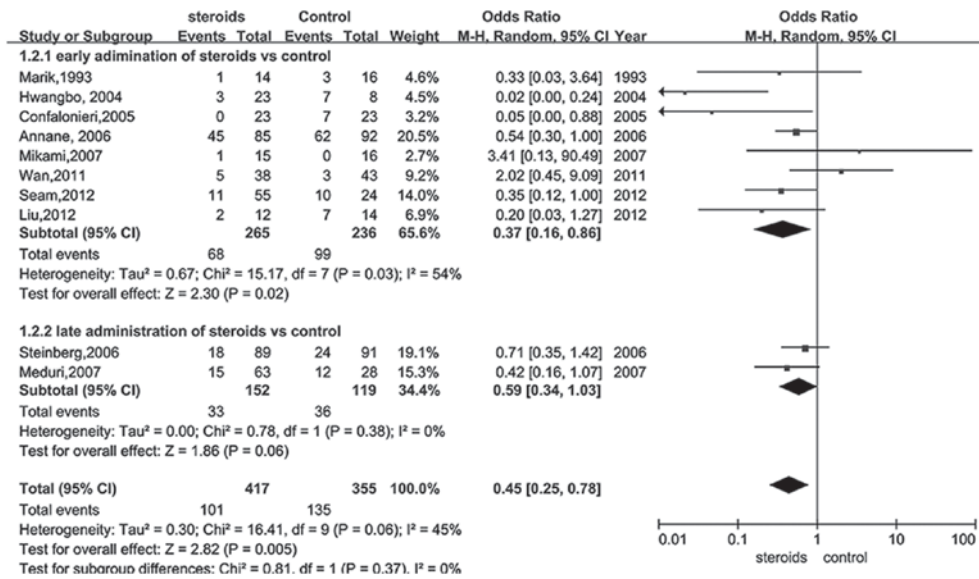 steroids Control Odds Ratio Odds Ratio
Study or Subgroup Events Total Events Total Weight M-H, Random, 95% CI Year M-H, Random, 95% CI
1.2.1 early adimination of steroids vs control
Marik,1993 1 14 3 16 4.6% 0.33 [0.03, 3.64] 1993
Hwangbo, 2004 3 23 7 8 4.5% 0.02 [0.00, 0.24] 2004
Confalonieri,2005 0 23 7 23 3.2% 0.05 [0.00, 0.88] 2005
Annane, 2006 45 85 62 92 20.5% 0.54 [0.30, 1.00] 2006
Mikami,2007 1 15 0 16 2.7% 3.41 [0.13, 90.49] 2007
Wan,2011 5 38 3 43 9.2% 2.02 [0.45, 9.09] 2011
Seam,2012 11 55 10 24 14.0% 0.35 [0.12, 1.00] 2012
Liu,2012 2 12 7 14 6.9% 0.20 [0.03, 1.27] 2012
Subtotal (95% CI) 265 236 65.6% 0.37 [0.16, 0.86]
Total events 68 99
Heterogeneity: Tau² = 0.67; Chi² = 15.17, df = 7 (P = 0.03); I² = 54%
Test for overall effect: Z = 2.30 (P = 0.02)
1.2.2 late administration of steroids vs control
Steinberg,2006 18 89 24 91 19.1% 0.71 [0.35, 1.42] 2006
Meduri,2007 15 63 12 28 15.3% 0.42 [0.16, 1.07] 2007
Subtotal (95% CI) 152 119 34.4% 0.59 [0.34, 1.03]
Total events 33 36
Heterogeneity: Tau² = 0.00; Chi² = 0.78, df = 1 (P = 0.38); I² = 0%
Test for overall effect: Z = 1.86 (P = 0.06)
Total (95% CI) 417 355 100.0% 0.45 [0.25, 0.78]
Total events 101 135
Heterogeneity: Tau² = 0.30; Chi² = 16.41, df = 9 (P = 0.06); I² = 45%
Test for overall effect: Z = 2.82 (P = 0.005)
Test for subgroup differences: Chi² = 0.81, df = 1 (P = 0.37), I² = 0%
0.01 0.1 1 10 100
steroids control